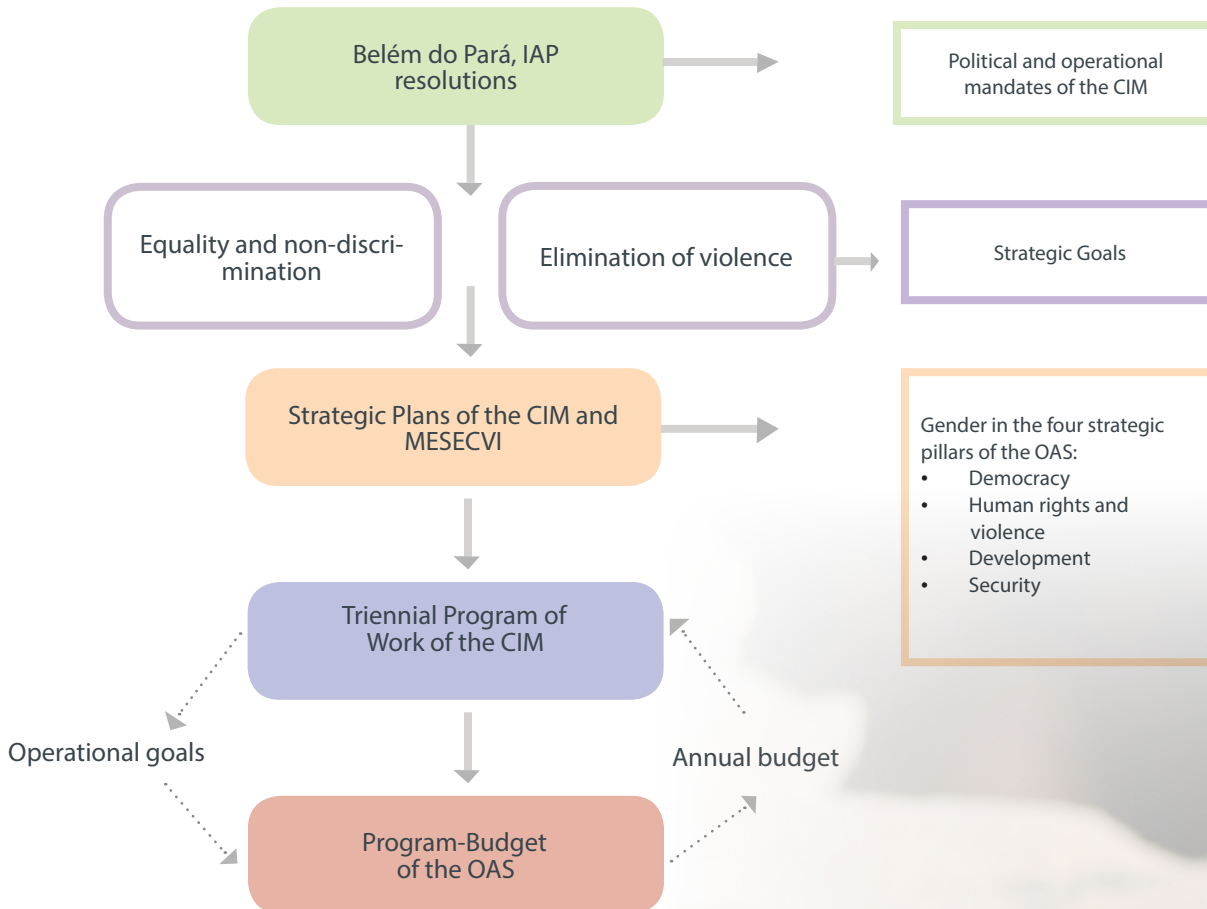 Belém do Pará, IAP
resolutions
Political and operational
mandates of the CIM
Equality and non-discri-
mination
Elimination of violence
Strategic Goals
Strategic Plans of the CIM and
MESECVI
Gender in the four strategic
pillars of the OAS:
• Democracy
• Human rights and
violence
• Development
• Security
Triennial Program of
Work of the CIM
Operational goals
Annual budget
Program-Budget
of the OAS